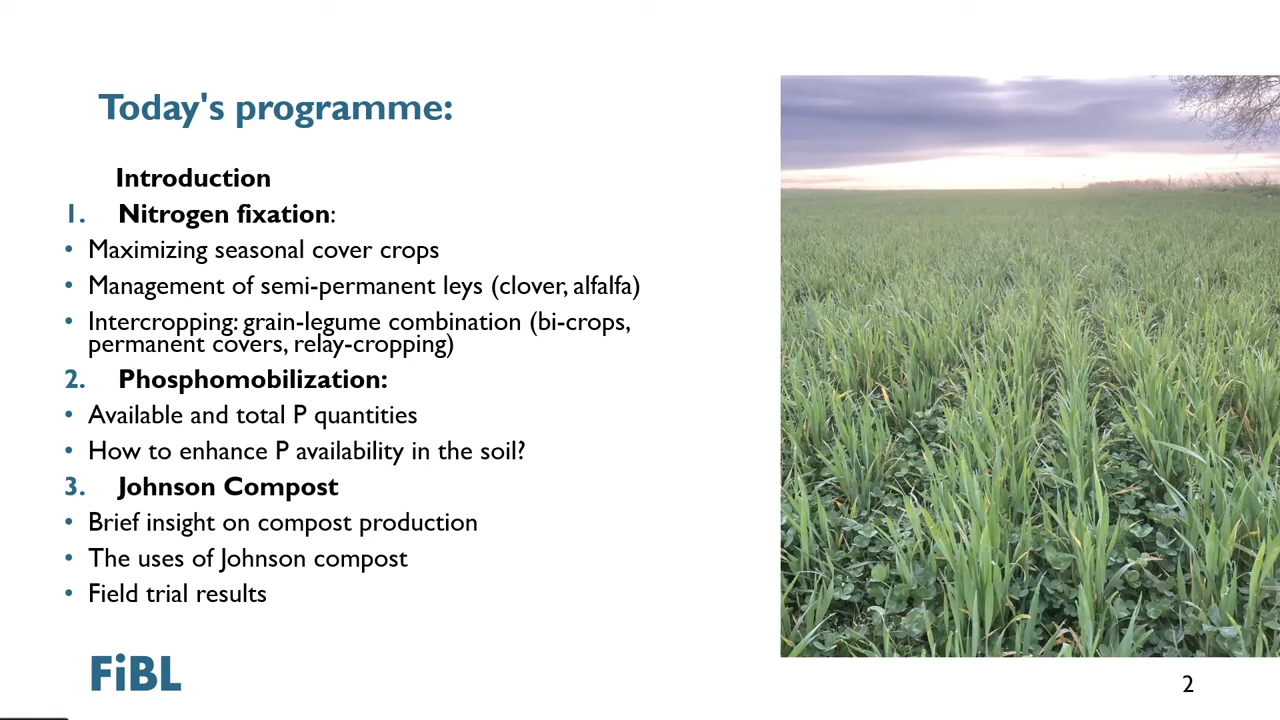 Today's programme:
Introduction
1. Nitrogen fixation:
• Maximizing seasonal cover crops
• Management of semi-permanent leys (clover, alfalfa)
• Intercropping: grain-legume combination (bi-crops,
permanent covers, relay-cropping)
2. Phosphomobilization:
• Available and total P quantities
• How to enhance P availability in the soil?
3. Johnson Compost
• Brief insight on compost production
• The uses of Johnson compost
• Field trial results
FiBL
2